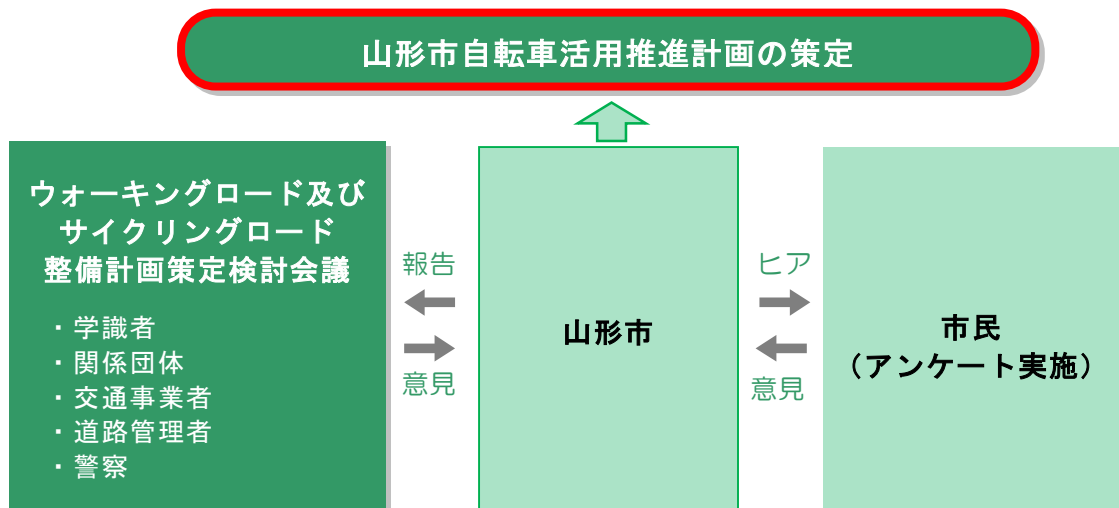 山形市自転車活用推進計画の策定
ウォーキングロード及び
サイクリングロード
整備計画策定検討会議
・学識者
・関係団体
・交通事業者
・道路管理者
・警察
報告
意見
山形市
ヒア
意見
市民
（アンケート実施）